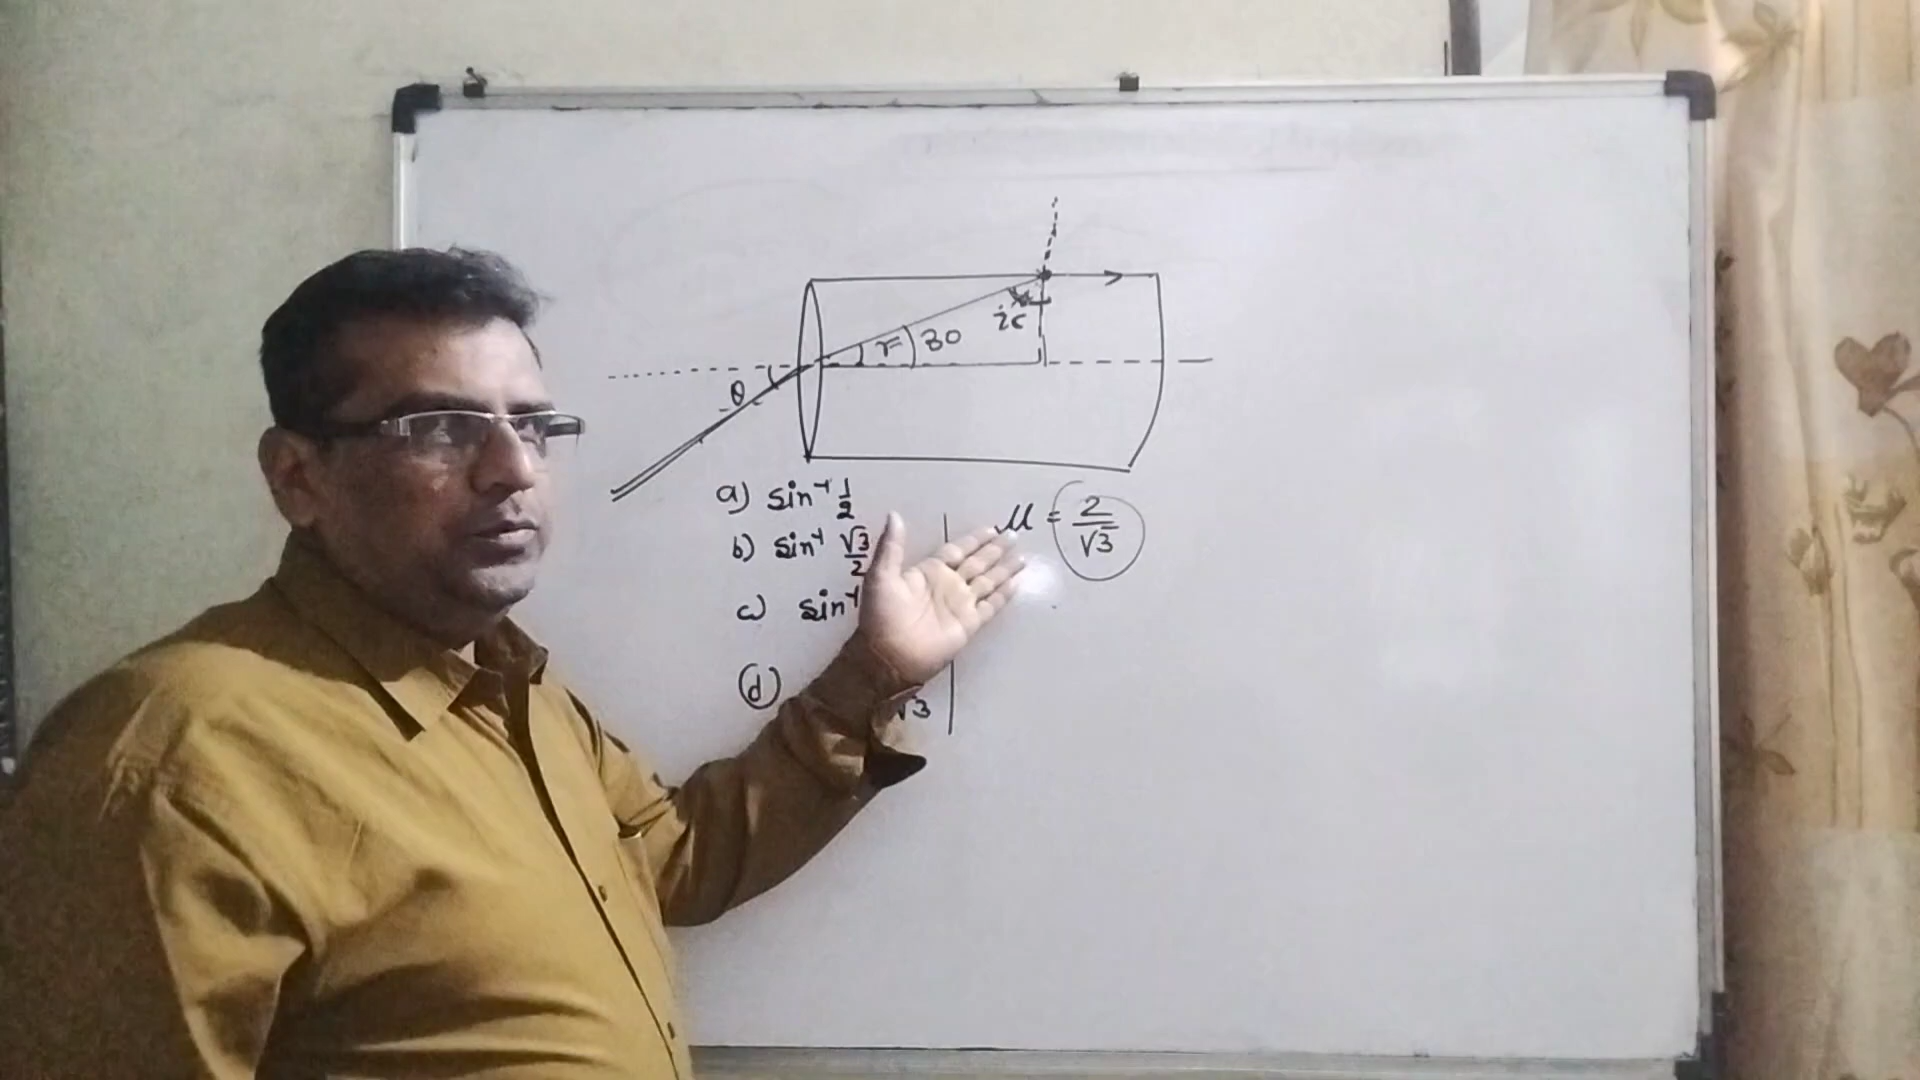 r = 30
ic
θ
a) sin⁻¹ 1/2
b) sin⁻¹ √3/2
μ = 2/√3
c) sin⁻¹
(d) √3